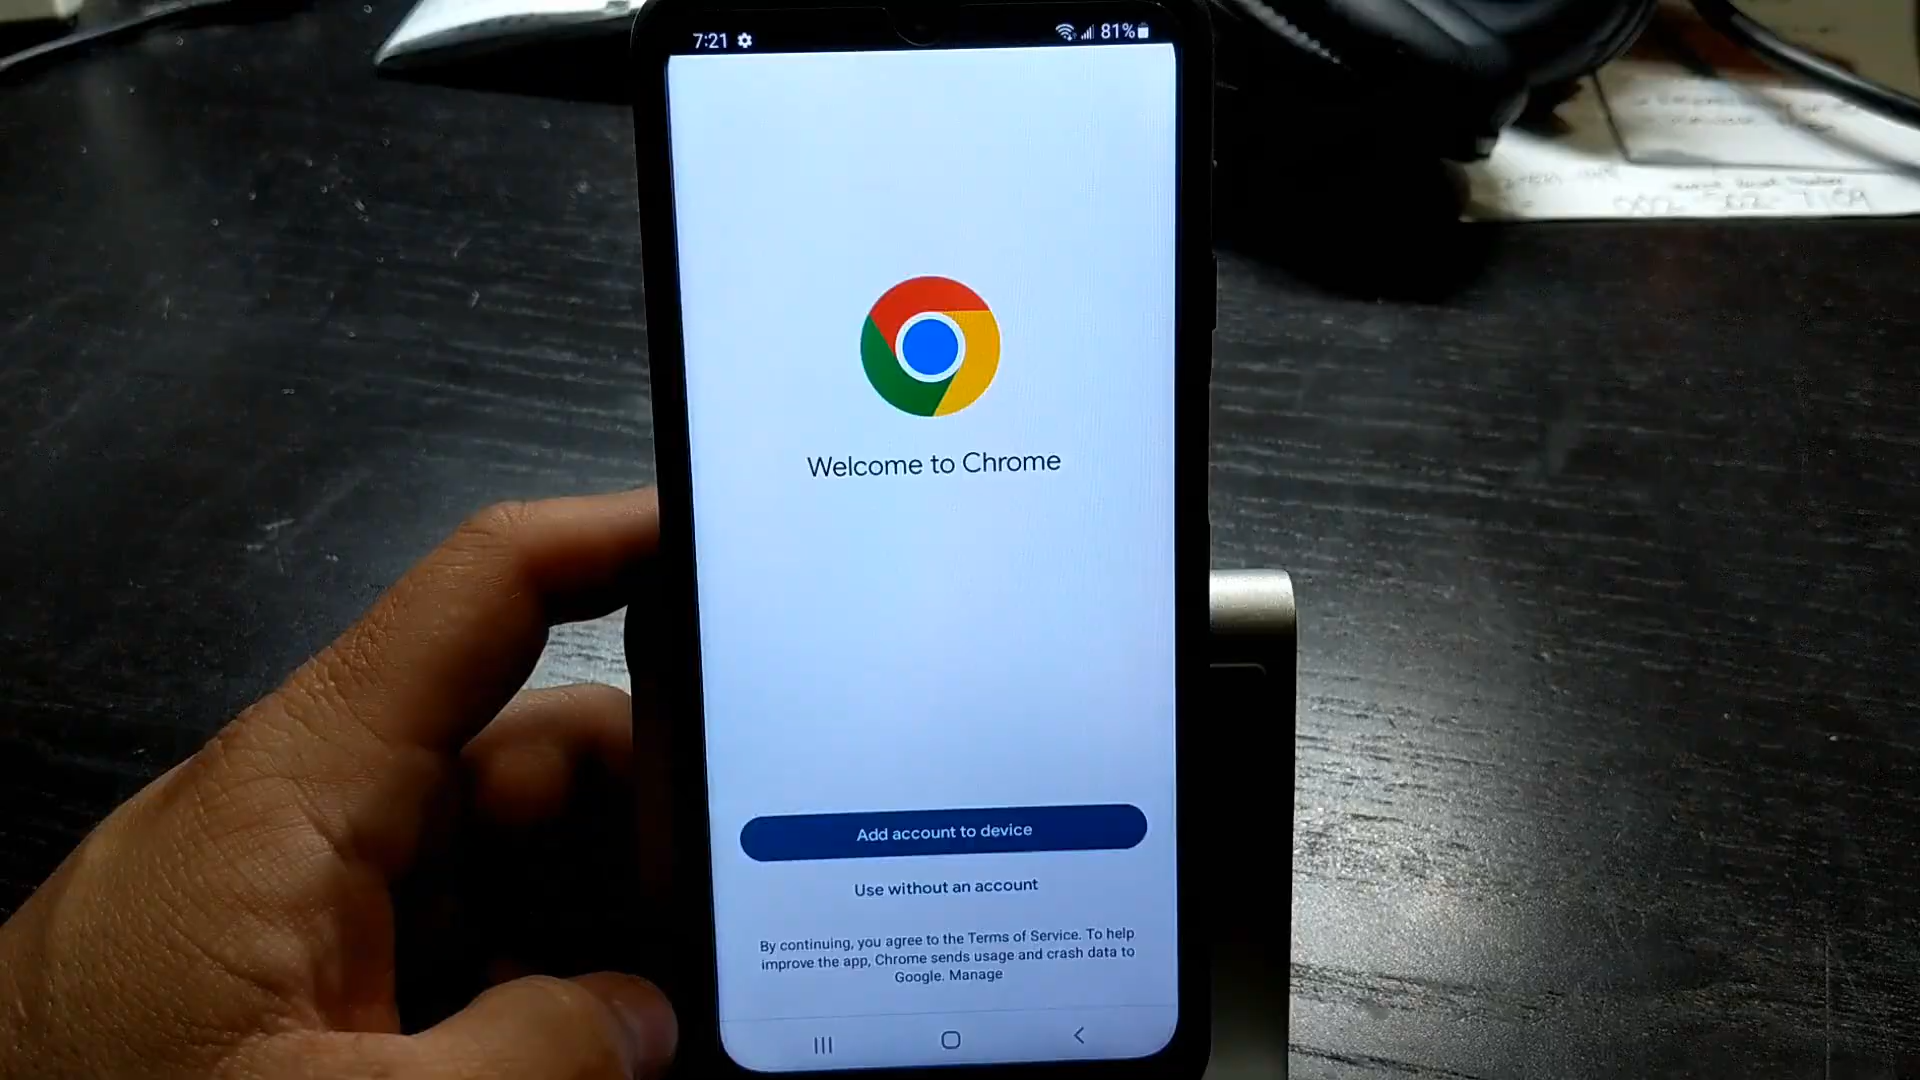 7:21
81%
Welcome to Chrome
Add account to device
Use without an account
By continuing, you agree to the Terms of Service. To help
improve the app, Chrome sends usage and crash data to
Google. Manage